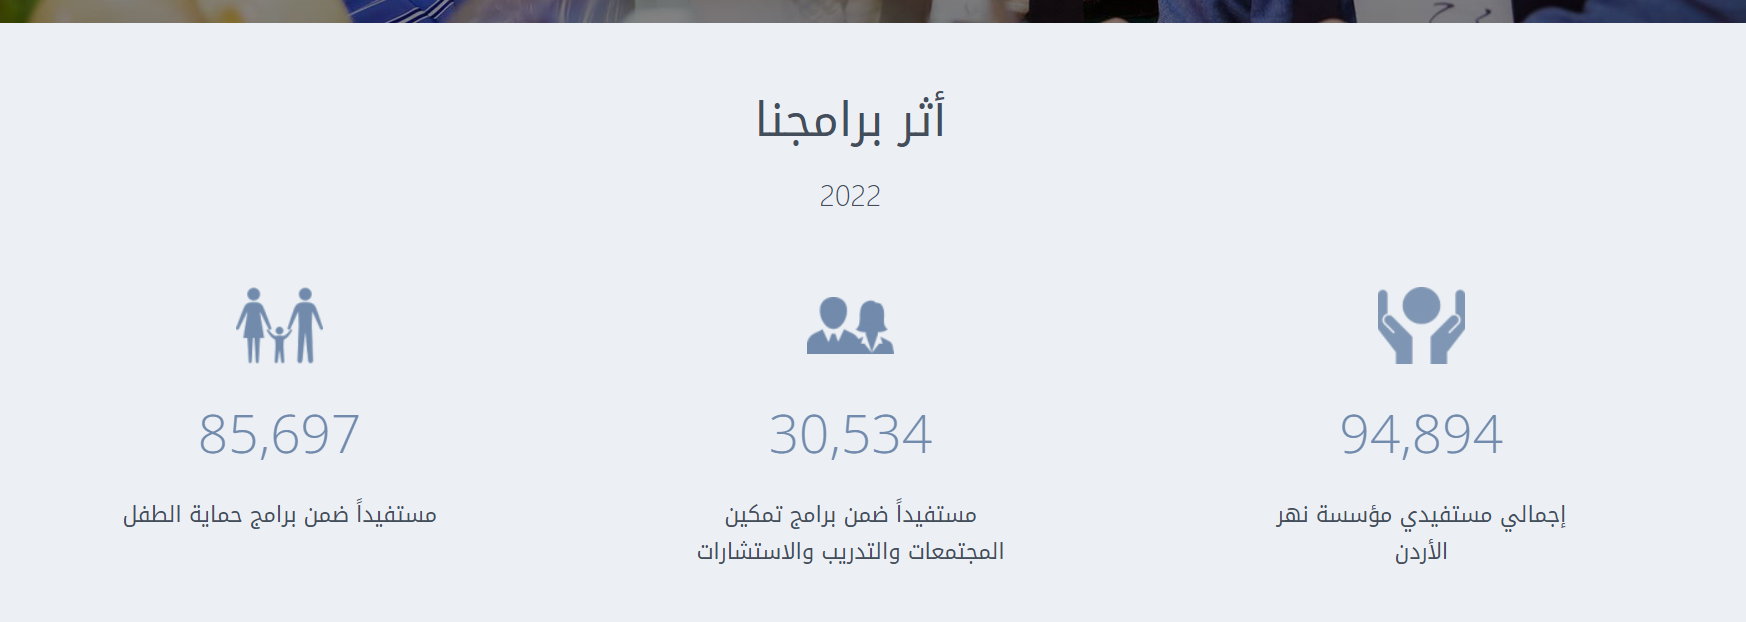 أثر برامجنا
2022
94,894
إجمالي مستفيدي مؤسسة نهر
الأردن
30,534
مستفيداً ضمن برامج تمكين
المجتمعات والتدريب والاستشارات
85,697
مستفيداً ضمن برامج حماية الطفل